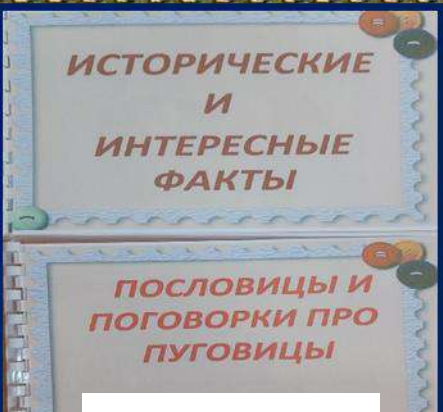 ИСТОРИЧЕСКИЕ
И
ИНТЕРЕСНЫЕ
ФАКТЫ
ПОСЛОВИЦЫ И
ПОГОВОРКИ ПРО
ПУГОВИЦЫ